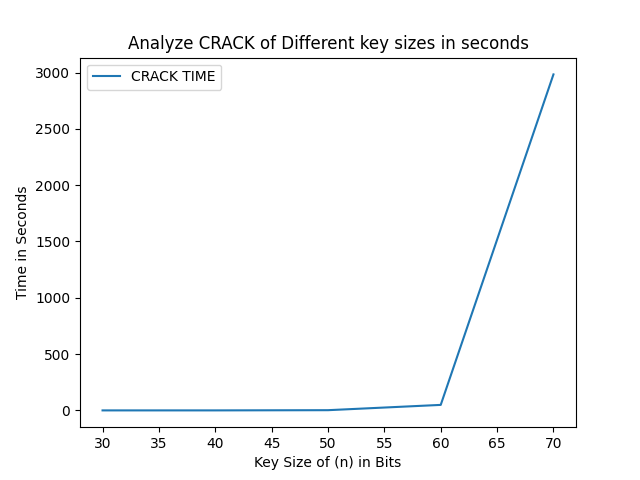 Analyze CRACK of Different key sizes in seconds
CRACK TIME
3000
2500
2000
1500
1000
500
0
Time in Seconds
30 35 40 45 50 55 60 65 70
Key Size of (n) in Bits